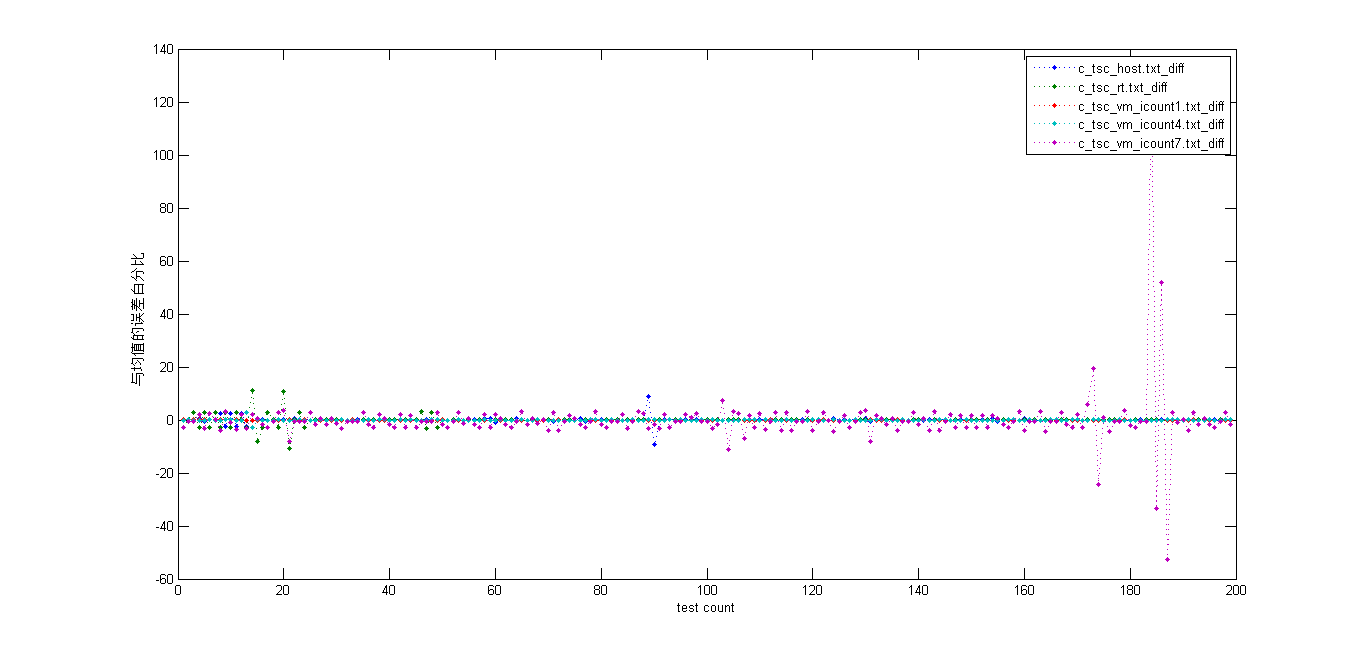 140
120
100
80
60
40
20
0
-20
-40
-60
与均值的误差百分比
c_tsc_host.txt_diff
c_tsc_rt.txt_diff
c_tsc_vm_icount1.txt_diff
c_tsc_vm_icount4.txt_diff
c_tsc_vm_icount7.txt_diff
0 20 40 60 80 100 120 140 160 180 200
test count